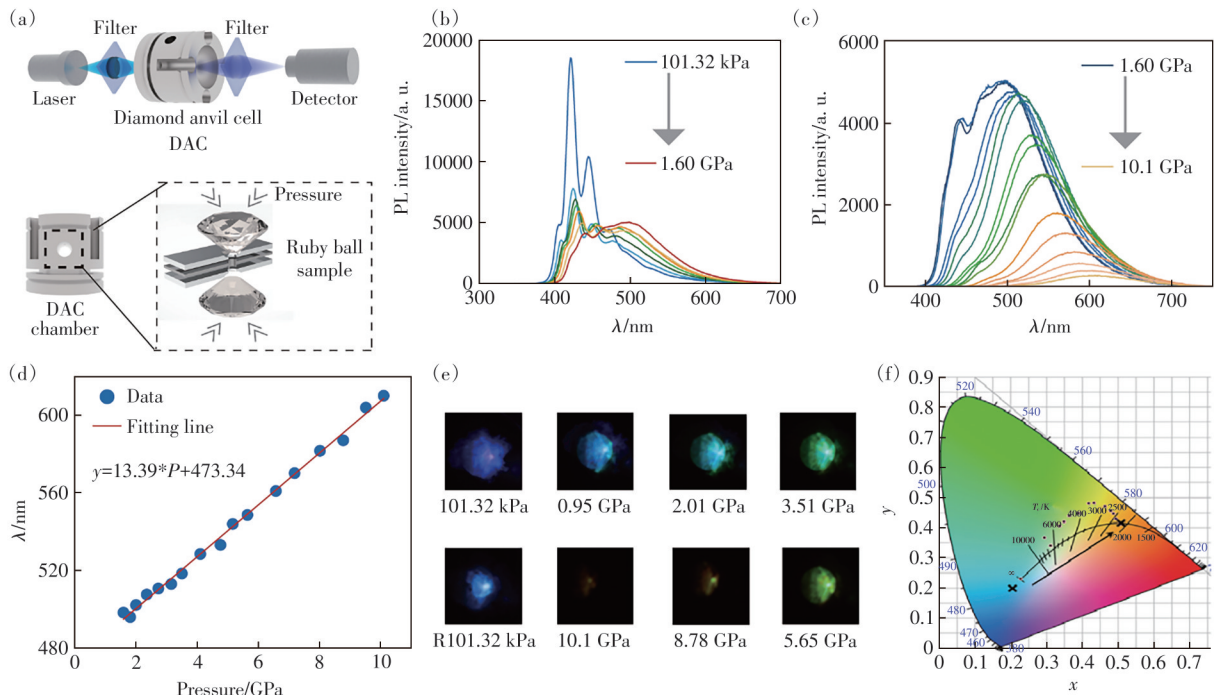 (a)
Filter
Filter
Laser
Diamond anvil cell
DAC
Detector
Pressure
Ruby ball
sample
DAC
chamber
(b)
PL intensity/a. u.
20000
15000
10000
5000
0
300
400
500
600
700
λ/nm
101.32 kPa
1.60 GPa
(c)
PL intensity/a. u.
6000
4000
2000
0
400
500
600
700
λ/nm
1.60 GPa
10.1 GPa
(d)
λ/nm
600
560
520
480
0
2
4
6
8
10
Pressure/GPa
Data
Fitting line
y=13.39*P+473.34
(e)
101.32 kPa
0.95 GPa
2.01 GPa
3.51 GPa
R101.32 kPa
10.1 GPa
8.78 GPa
5.65 GPa
(f)
y
0.9
0.8
0.7
0.6
0.5
0.4
0.3
0.2
0.1
0
0
0.1
0.2
0.3
0.4
0.5
0.6
0.7
x
520
540
560
580
600
620
500
490
480
470
460
380
Tc/K
10000
6000
4000
3000
2500
2000
1500
∞